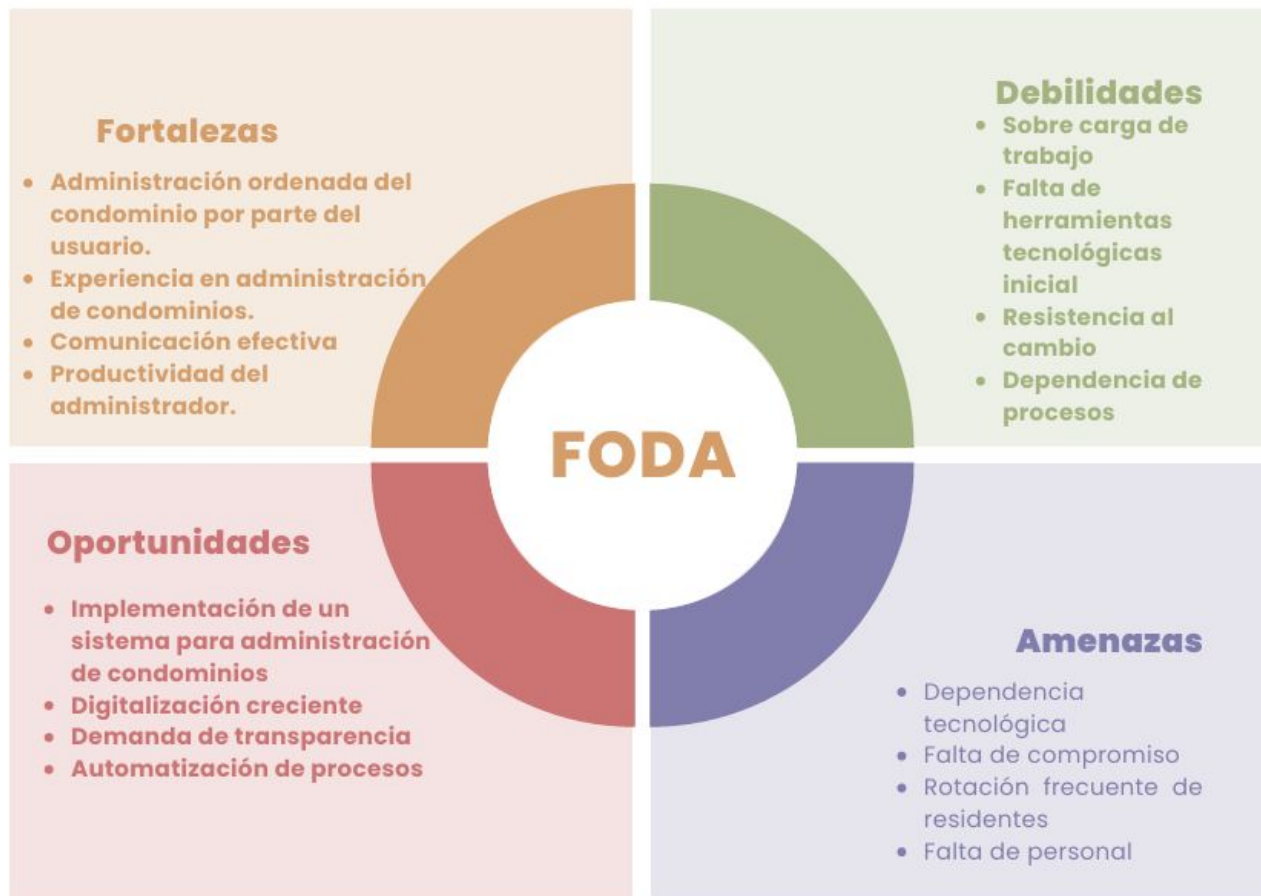 Fortalezas
• Administración ordenada del
condominio por parte del
usuario.
• Experiencia en administración
de condominios.
• Comunicación efectiva
• Productividad del
administrador.
Debilidades
• Sobre carga de
trabajo
• Falta de
herramientas
tecnológicas
inicial
• Resistencia al
cambio
• Dependencia de
procesos
FODA
Oportunidades
• Implementación de un
sistema para administración
de condominios
• Digitalización creciente
• Demanda de transparencia
• Automatización de procesos
Amenazas
• Dependencia
tecnológica
• Falta de compromiso
• Rotación frecuente de
residentes
• Falta de personal